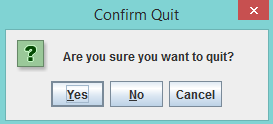 Confirm Quit
Are you sure you want to quit?
Yes No Cancel